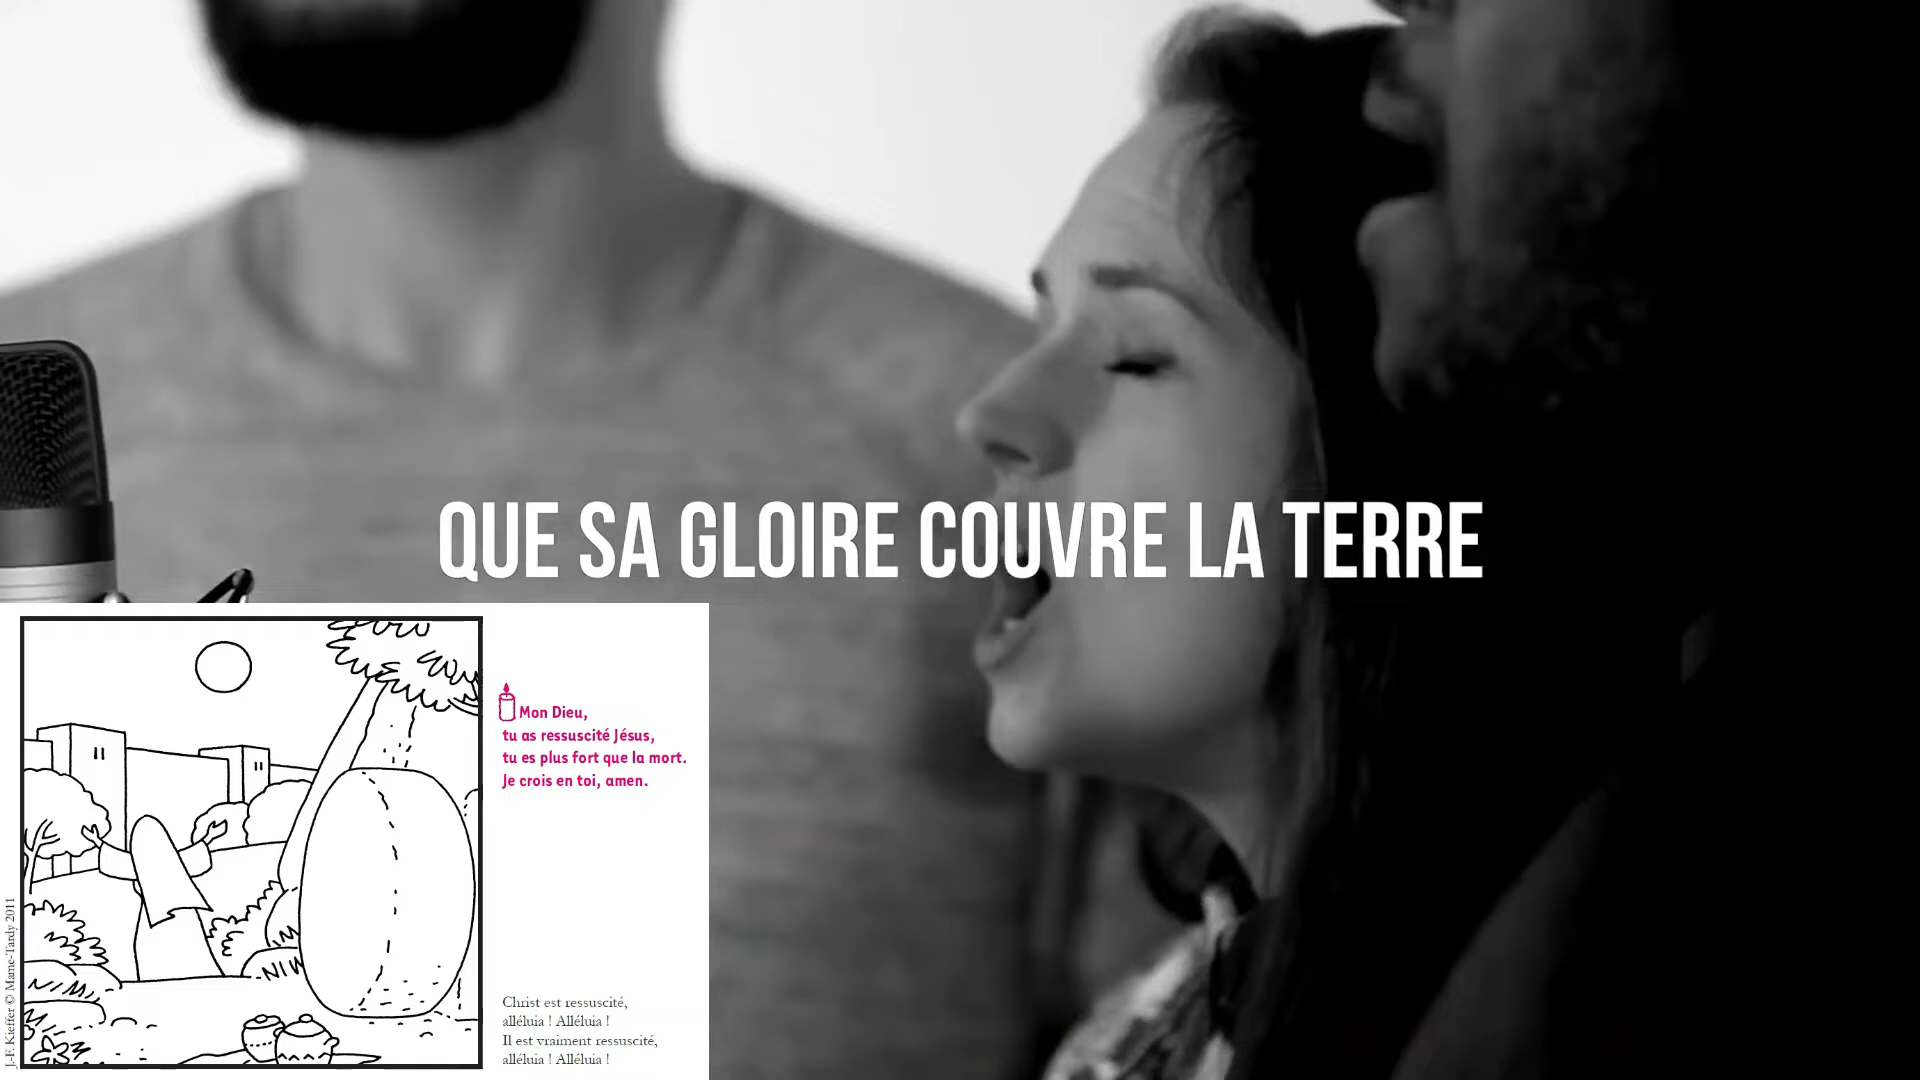 QUE SA GLOIRE COUVRE LA TERRE
Mon Dieu,
tu as ressuscité Jésus,
tu es plus fort que la mort.
Je crois en toi, amen.
Christ est ressuscité,
alléluia ! Alléluia !
Il est vraiment ressuscité,
alléluia ! Alléluia !
J.-F. Kieffer © Mame-Tardy 2011